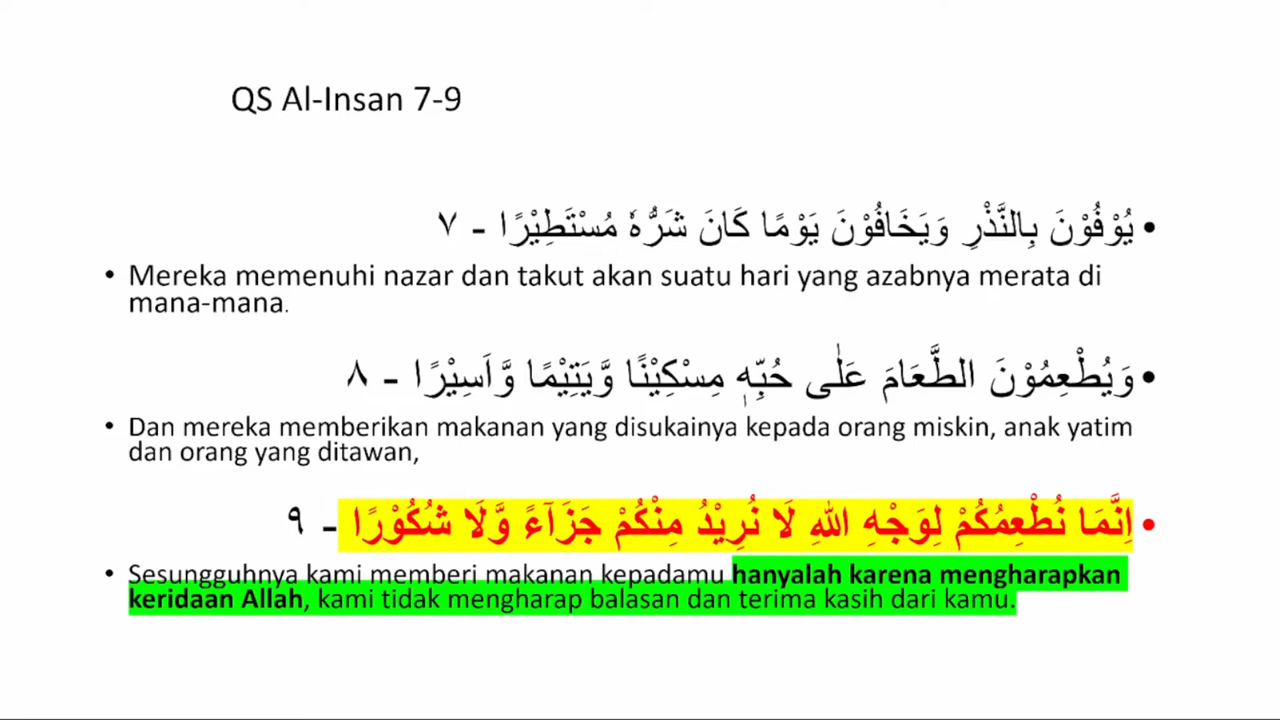 QS Al-Insan 7-9
• يُوْفُوْنَ بِالنَّذْرِ وَيَخَافُوْنَ يَوْمًا كَانَ شَرُّهٗ مُسْتَطِيْرًا - ٧
• Mereka memenuhi nazar dan takut akan suatu hari yang azabnya merata di
mana-mana.
• وَيُطْعِمُوْنَ الطَّعَامَ عَلٰى حُبِّهٖ مِسْكِيْنًا وَّيَتِيْمًا وَّاَسِيْرًا - ٨
• Dan mereka memberikan makanan yang disukainya kepada orang miskin, anak yatim
dan orang yang ditawan,
• اِنَّمَا نُطْعِمُكُمْ لِوَجْهِ اللهِ لَا نُرِيْدُ مِنْكُمْ جَزَآءً وَّلَا شُكُوْرًا - ٩
• Sesungguhnya kami memberi makanan kepadamu hanyalah karena mengharapkan
keridaan Allah, kami tidak mengharap balasan dan terima kasih dari kamu.